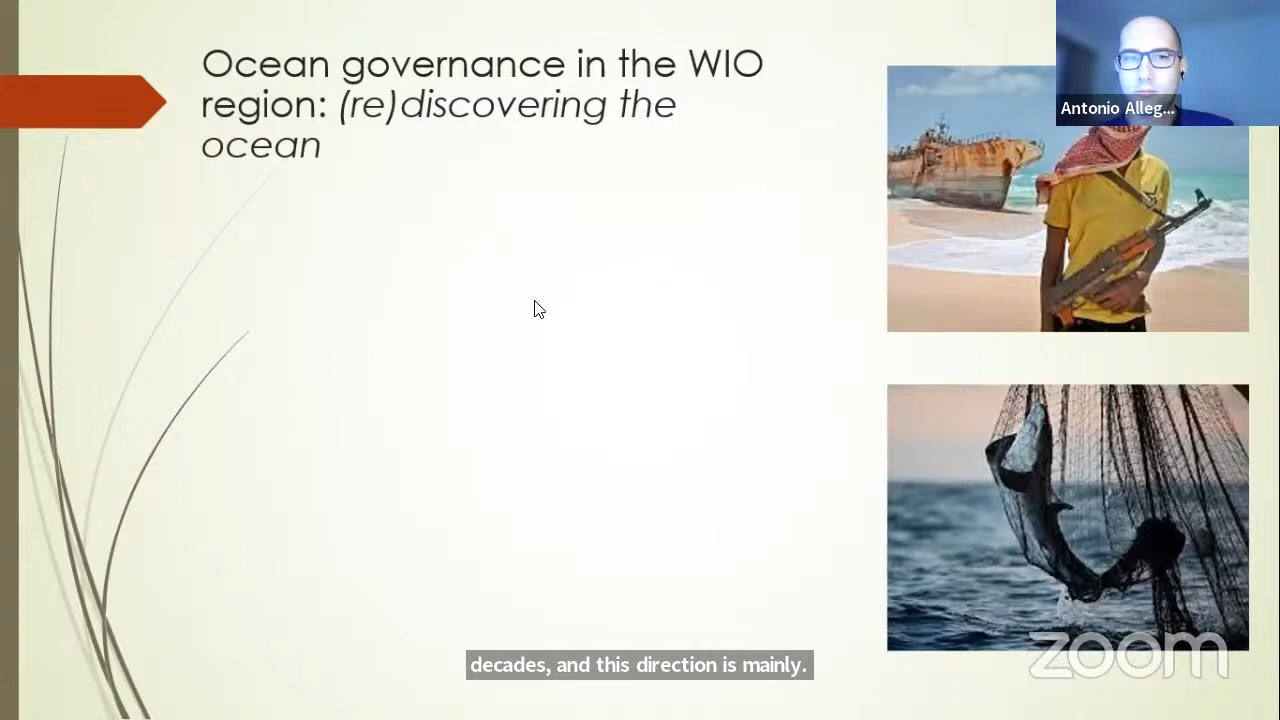 Ocean governance in the WIO
region: (re)discovering the
ocean
Antonio Alleg...
decades, and this direction is mainly.
zoom